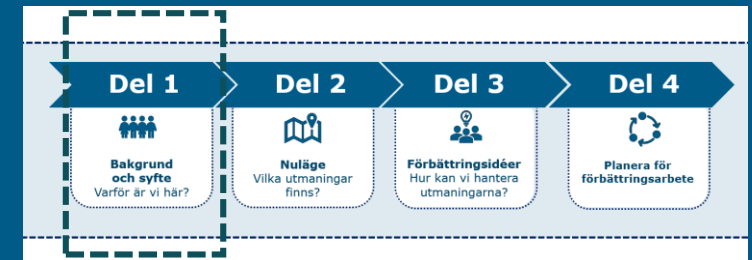 Del 1
Del 2
Del 3
Del 4
Bakgrund
och syfte
Varför är vi här?
Nuläge
Vilka utmaningar
finns?
Förbättringsidéer
Hur kan vi hantera
utmaningarna?
Planera för
förbättringsarbete